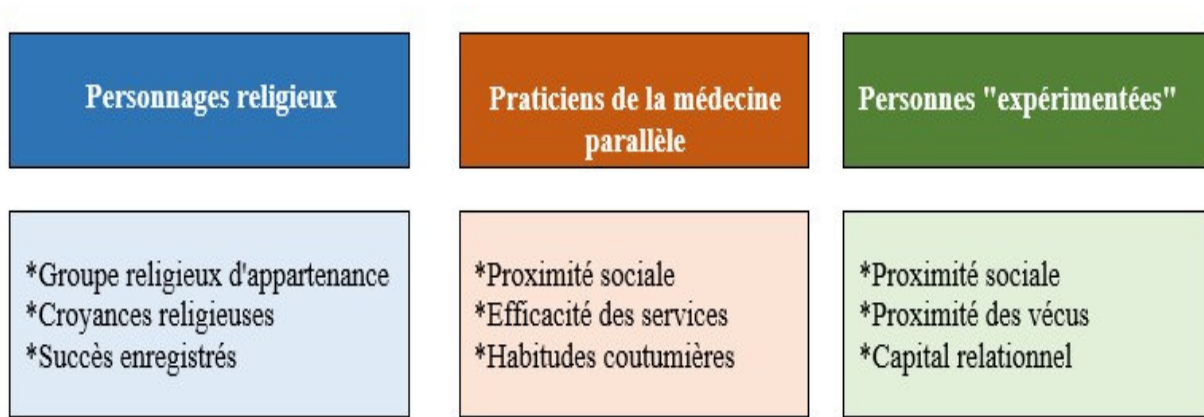 Personnages religieux
Praticiens de la médecine
parallèle
Personnes "expérimentées"
*Groupe religieux d'appartenance
*Croyances religieuses
*Succès enregistrés
*Proximité sociale
*Efficacité des services
*Habitudes coutumières
*Proximité sociale
*Proximité des vécus
*Capital relationnel